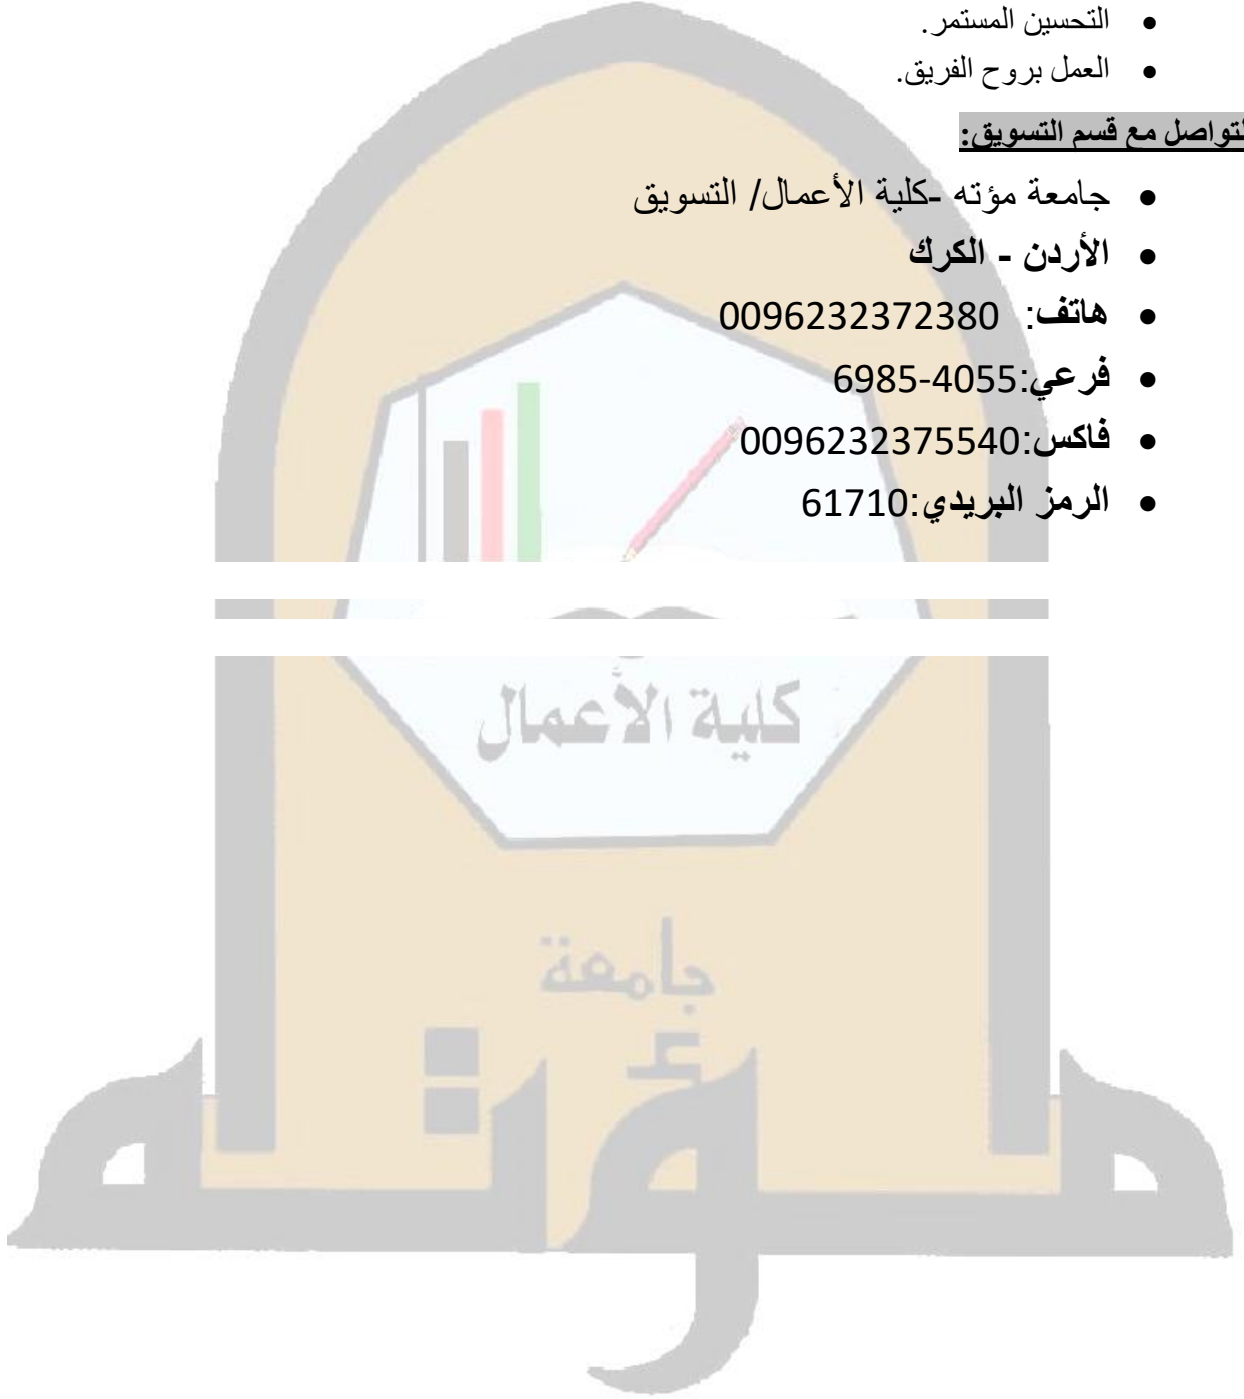 • التحسين المستمر.
• العمل بروح الفريق.
لتواصل مع قسم التسويق:
• جامعة مؤته -كلية الأعمال/ التسويق
• الأردن - الكرك
• هاتف: 0096232372380
• فرعي:4055-6985
• فاكس:0096232375540
• الرمز البريدي:61710
كلية الأعمال
جامعة
مؤته